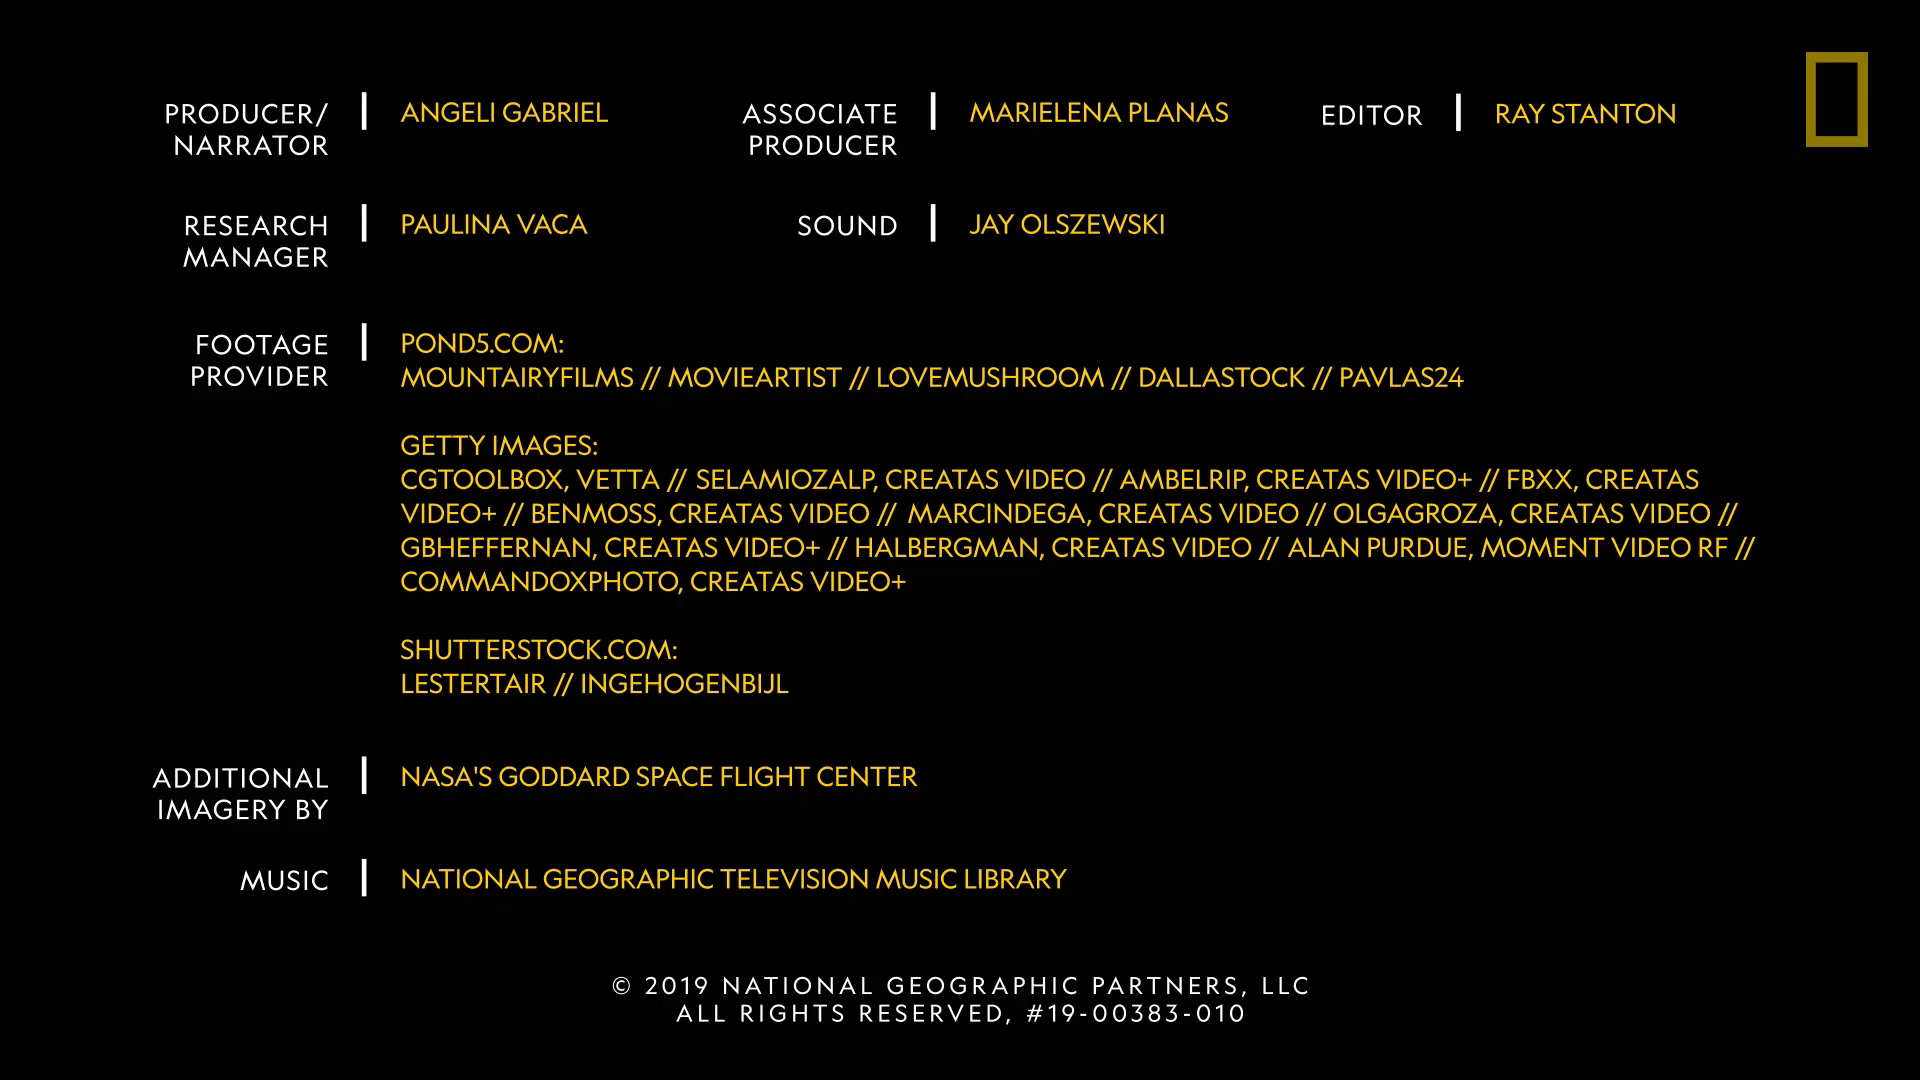 PRODUCER/ ANGELI GABRIEL
NARRATOR
ASSOCIATE MARIELENA PLANAS
PRODUCER
EDITOR RAY STANTON
RESEARCH PAULINA VACA
MANAGER
SOUND JAY OLSZEWSKI
FOOTAGE POND5.COM:
PROVIDER MOUNTAIRYFILMS // MOVIEARTIST // LOVEMUSHROOM // DALLASTOCK // PAVLAS24
GETTY IMAGES:
CGTOOLBOX, VETTA // SELAMIOZALP, CREATAS VIDEO // AMBELRIP, CREATAS VIDEO+ // FBXX, CREATAS
VIDEO+ // BENMOSS, CREATAS VIDEO // MARCINDEGA, CREATAS VIDEO // OLGAGROZA, CREATAS VIDEO //
GBHEFFERNAN, CREATAS VIDEO+ // HALBERGMAN, CREATAS VIDEO // ALAN PURDUE, MOMENT VIDEO RF //
COMMANDOXPHOTO, CREATAS VIDEO+
SHUTTERSTOCK.COM:
LESTERTAIR // INGEHOGENBIJL
ADDITIONAL NASA'S GODDARD SPACE FLIGHT CENTER
IMAGERY BY
MUSIC NATIONAL GEOGRAPHIC TELEVISION MUSIC LIBRARY
© 2019 NATIONAL GEOGRAPHIC PARTNERS, LLC
ALL RIGHTS RESERVED, #19-00383-010